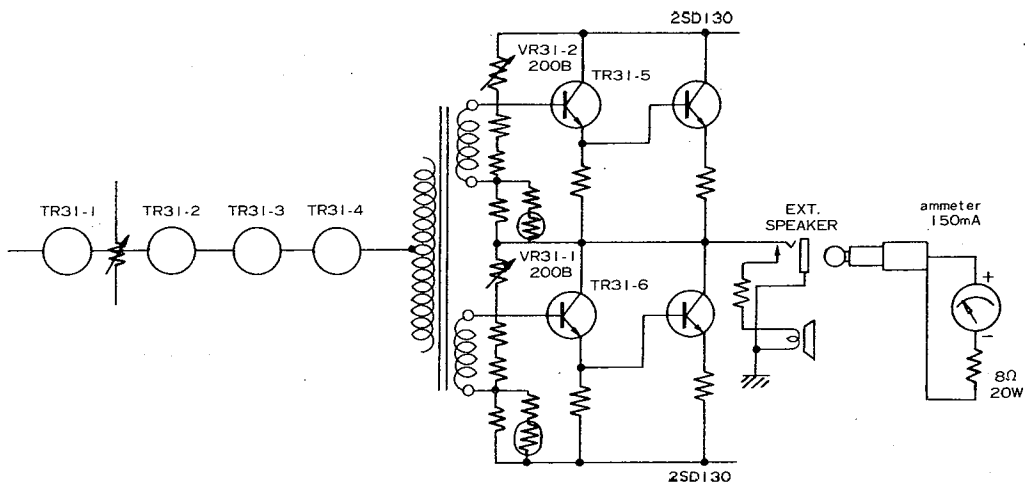 2SD130
VR31-2
200B
TR31-5
TR31-1
TR31-2
TR31-3
TR31-4
EXT.
SPEAKER
ammeter
150mA
VR31-1
200B
TR31-6
+
-
8Ω
20W
2SD130